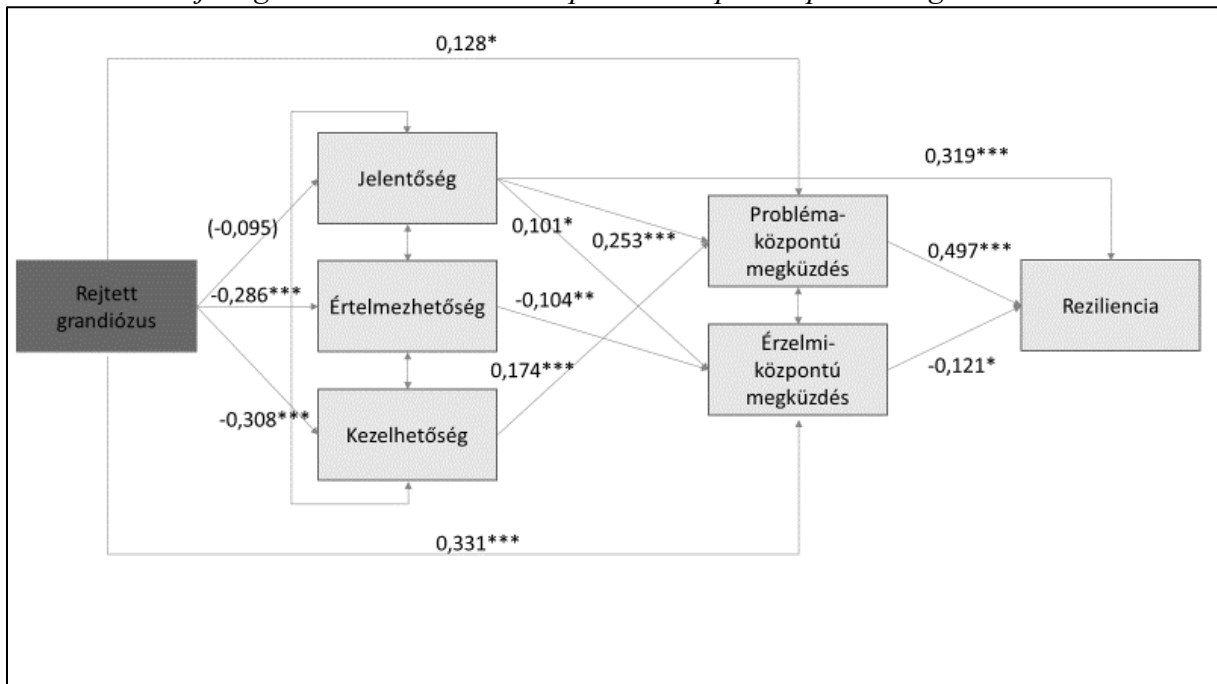 0,128*
Jelentőség
0,319***
(-0,095)
0,101*
0,253***
Probléma-
központú
megküzdés
0,497***
Rejtett
grandiózus
-0,286***
Értelmezhetőség
-0,104**
Reziliencia
Érzelmi-
központú
megküzdés
-0,121*
0,174***
-0,308***
Kezelhetőség
0,331***